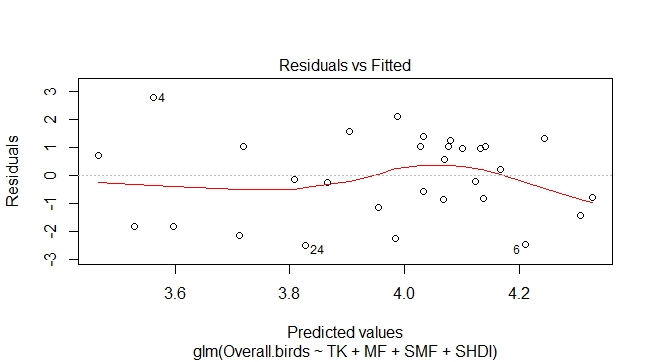 Residuals vs Fitted
Residuals
3
2
1
0
-1
-2
-3
4
24
6
3.6 3.8 4.0 4.2
Predicted values
glm(Overall.birds ~ TK + MF + SMF + SHDI)